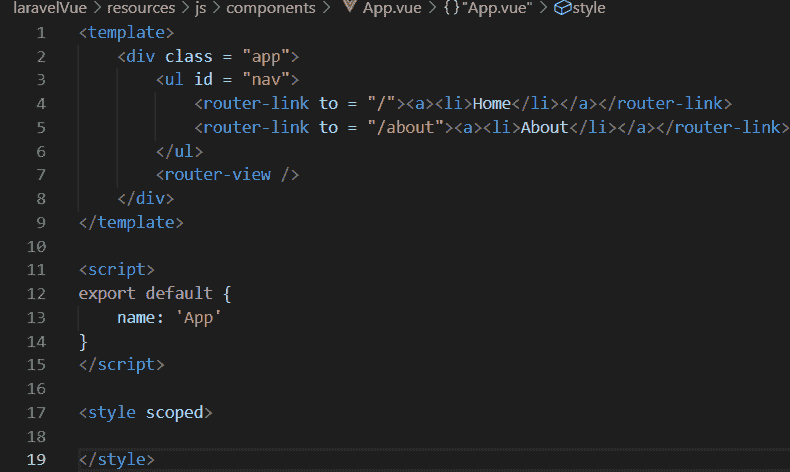 laravelVue > resources > js > components > App.vue > {} "App.vue" > style
1 <template>
2 <div class = "app">
3 <ul id = "nav">
4 <router-link to = "/"><a><li>Home</li></a></router-link>
5 <router-link to = "/about"><a><li>About</li></a></router-link>
6 </ul>
7 <router-view />
8 </div>
9 </template>
10
11 <script>
12 export default {
13 name: 'App'
14 }
15 </script>
16
17 <style scoped>
18
19 </style>